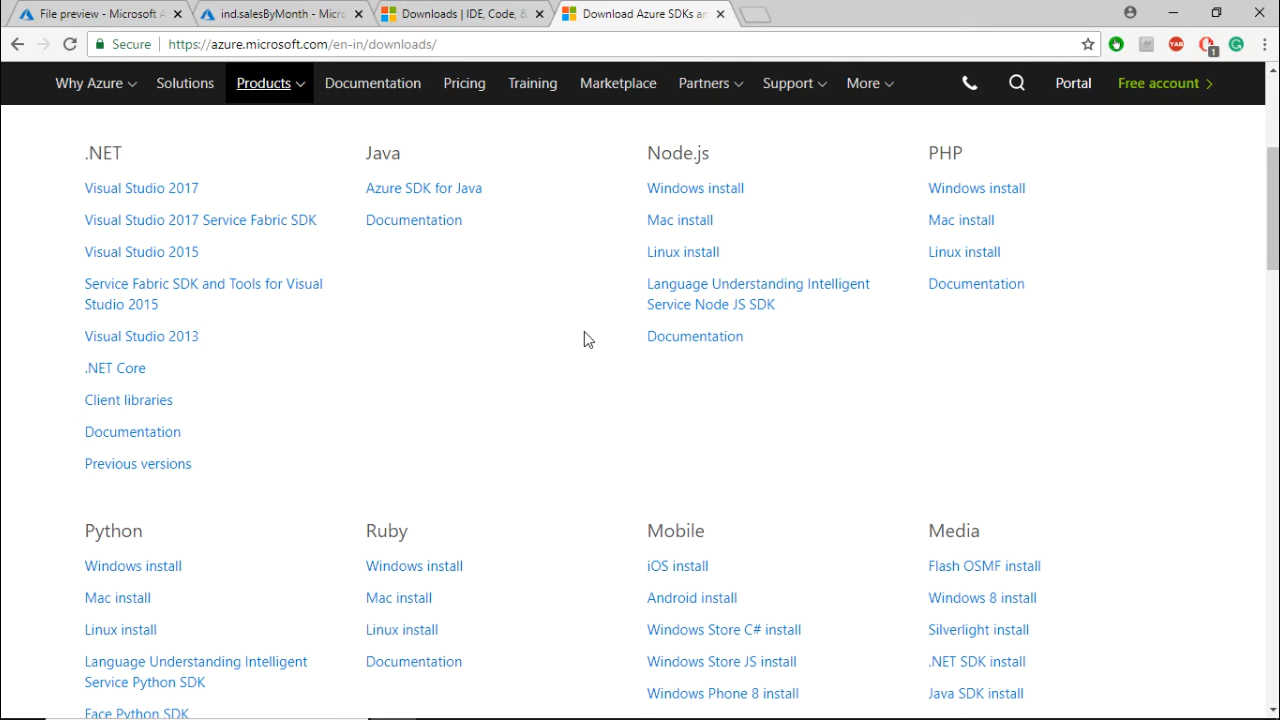 File preview - Microsoft A
ind.salesByMonth - Micro
Downloads | IDE, Code, &
Download Azure SDKs an
Secure
https://azure.microsoft.com/en-in/downloads/
YAB
1
Why Azure
Solutions
Products
Documentation
Pricing
Training
Marketplace
Partners
Support
More
Portal
Free account
.NET
Visual Studio 2017
Visual Studio 2017 Service Fabric SDK
Visual Studio 2015
Service Fabric SDK and Tools for Visual
Studio 2015
Visual Studio 2013
.NET Core
Client libraries
Documentation
Previous versions
Java
Azure SDK for Java
Documentation
Node.js
Windows install
Mac install
Linux install
Language Understanding Intelligent
Service Node JS SDK
Documentation
PHP
Windows install
Mac install
Linux install
Documentation
Python
Windows install
Mac install
Linux install
Language Understanding Intelligent
Service Python SDK
Face Python SDK
Ruby
Windows install
Mac install
Linux install
Documentation
Mobile
iOS install
Android install
Windows Store C# install
Windows Store JS install
Windows Phone 8 install
Media
Flash OSMF install
Windows 8 install
Silverlight install
.NET SDK install
Java SDK install